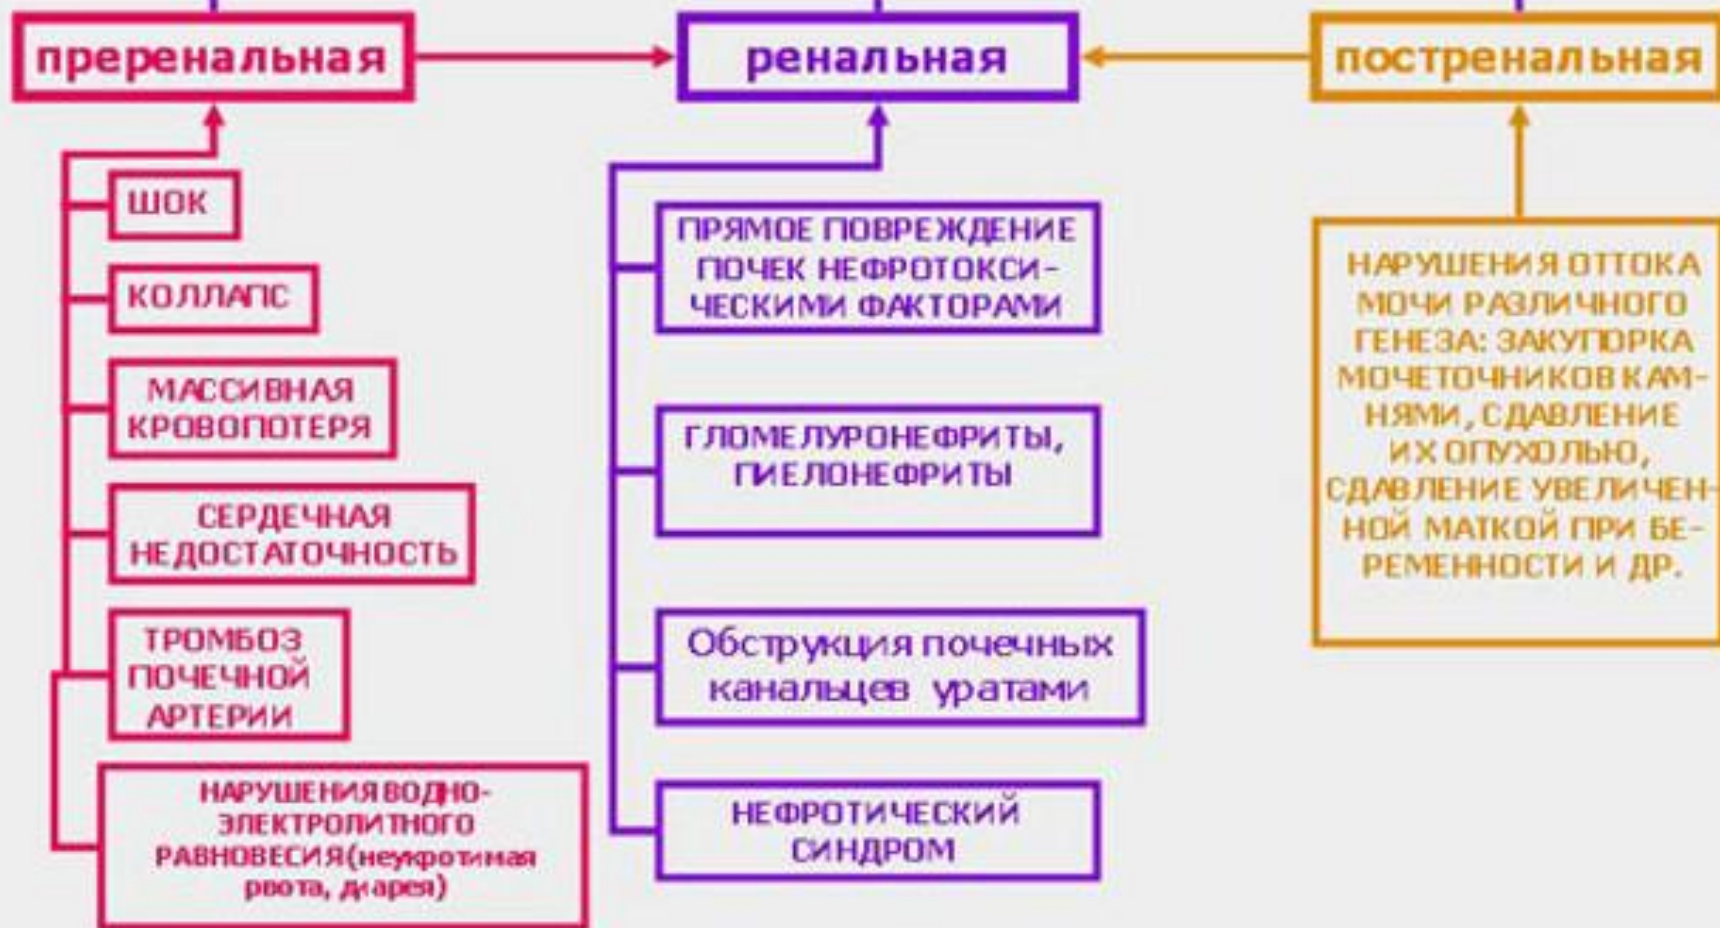 преренальная
ренальная
постренальная
ШОК
КОЛЛАПС
МАССИВНАЯ
КРОВОПОТЕРЯ
СЕРДЕЧНАЯ
НЕДОСТАТОЧНОСТЬ
ТРОМБОЗ
ПОЧЕЧНОЙ
АРТЕРИИ
НАРУШЕНИЯ ВОДНО-
ЭЛЕКТРОЛИТНОГО
РАВНОВЕСИЯ(неукротимая
рвота, диарея)
ПРЯМОЕ ПОВРЕЖДЕНИЕ
ПОЧЕК НЕФРОТОКСИ-
ЧЕСКИМИ ФАКТОРАМИ
ГЛОМЕЛУРОНЕФРИТЫ,
ПИЕЛОНЕФРИТЫ
Обструкция почечных
канальцев уратами
НЕФРОТИЧЕСКИЙ
СИНДРОМ
НАРУШЕНИЯ ОТТОКА
МОЧИ РАЗЛИЧНОГО
ГЕНЕЗА: ЗАКУПОРКА
МОЧЕТОЧНИКОВ КАМ-
НЯМИ, СДАВЛЕНИЕ
ИХ ОПУХОЛЬЮ,
СДАВЛЕНИЕ УВЕЛИЧЕН-
НОЙ МАТКОЙ ПРИ БЕ-
РЕМЕННОСТИ И ДР.